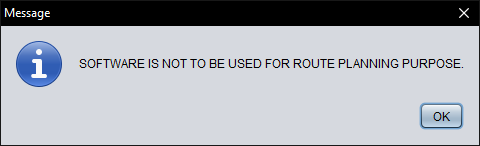 Message
SOFTWARE IS NOT TO BE USED FOR ROUTE PLANNING PURPOSE.
OK